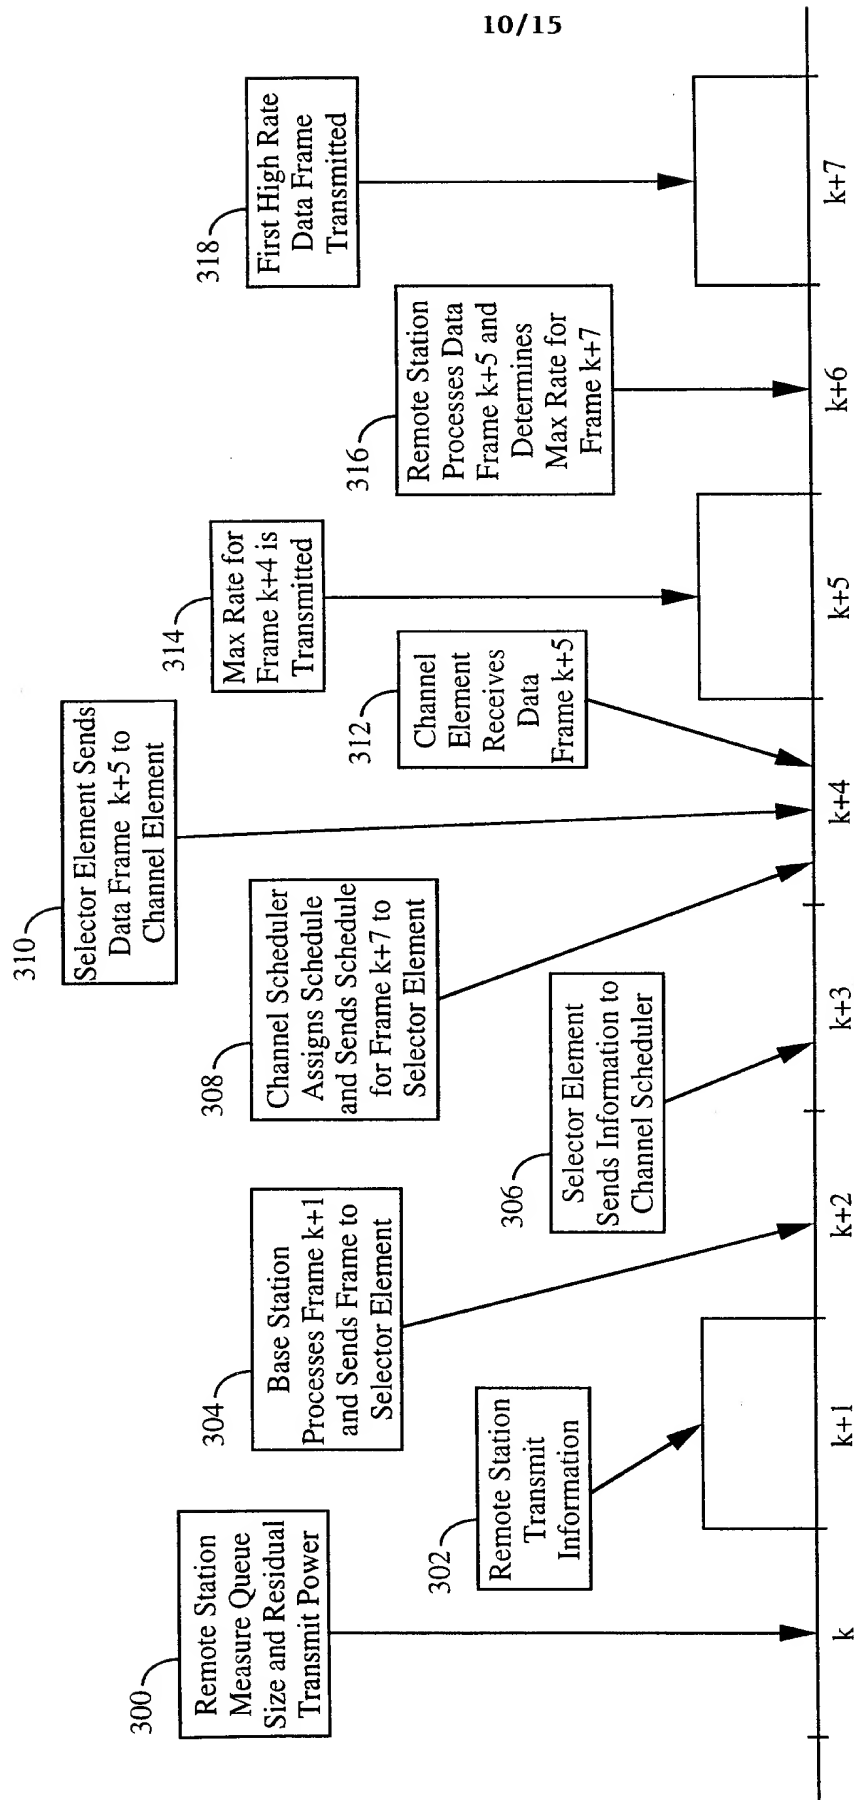 10/15
300
Remote Station
Measure Queue
Size and Residual
Transmit Power
302
Remote Station
Transmit
Information
304
Base Station
Processes Frame k+1
and Sends Frame to
Selector Element
306
Selector Element
Sends Information to
Channel Scheduler
308
Channel Scheduler
Assigns Schedule
and Sends Schedule
for Frame k+7 to
Selector Element
310
Selector Element Sends
Data Frame k+5 to
Channel Element
312
Channel
Element
Receives
Data
Frame k+5
314
Max Rate for
Frame k+4 is
Transmitted
316
Remote Station
Processes Data
Frame k+5 and
Determines
Max Rate for
Frame k+7
318
First High Rate
Data Frame
Transmitted
k
k+1
k+2
k+3
k+4
k+5
k+6
k+7